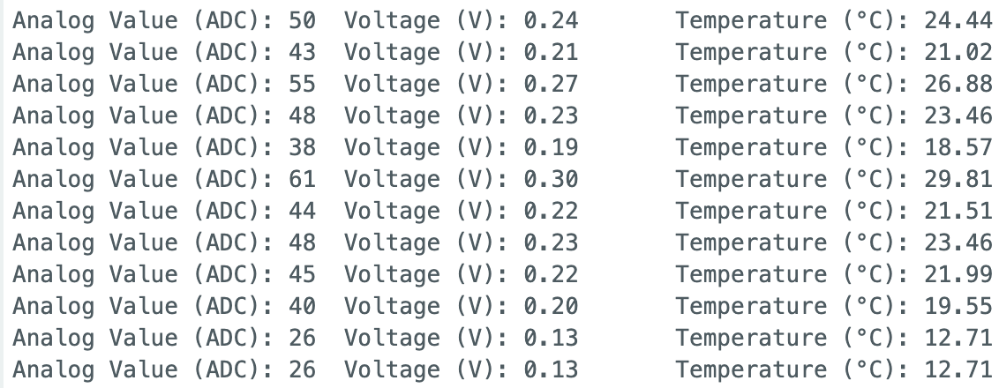 Analog Value (ADC): 50 Voltage (V): 0.24 Temperature (°C): 24.44
Analog Value (ADC): 43 Voltage (V): 0.21 Temperature (°C): 21.02
Analog Value (ADC): 55 Voltage (V): 0.27 Temperature (°C): 26.88
Analog Value (ADC): 48 Voltage (V): 0.23 Temperature (°C): 23.46
Analog Value (ADC): 38 Voltage (V): 0.19 Temperature (°C): 18.57
Analog Value (ADC): 61 Voltage (V): 0.30 Temperature (°C): 29.81
Analog Value (ADC): 44 Voltage (V): 0.22 Temperature (°C): 21.51
Analog Value (ADC): 48 Voltage (V): 0.23 Temperature (°C): 23.46
Analog Value (ADC): 45 Voltage (V): 0.22 Temperature (°C): 21.99
Analog Value (ADC): 40 Voltage (V): 0.20 Temperature (°C): 19.55
Analog Value (ADC): 26 Voltage (V): 0.13 Temperature (°C): 12.71
Analog Value (ADC): 26 Voltage (V): 0.13 Temperature (°C): 12.71